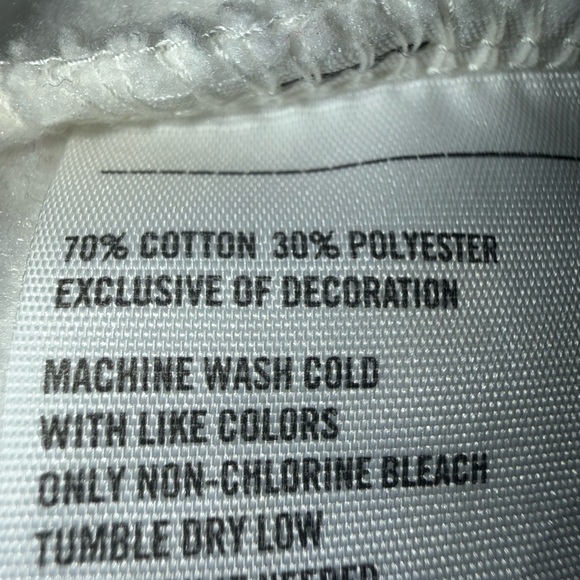 70% COTTON 30% POLYESTER
EXCLUSIVE OF DECORATION
MACHINE WASH COLD
WITH LIKE COLORS
ONLY NON-CHLORINE BLEACH
TUMBLE DRY LOW
NEEDED